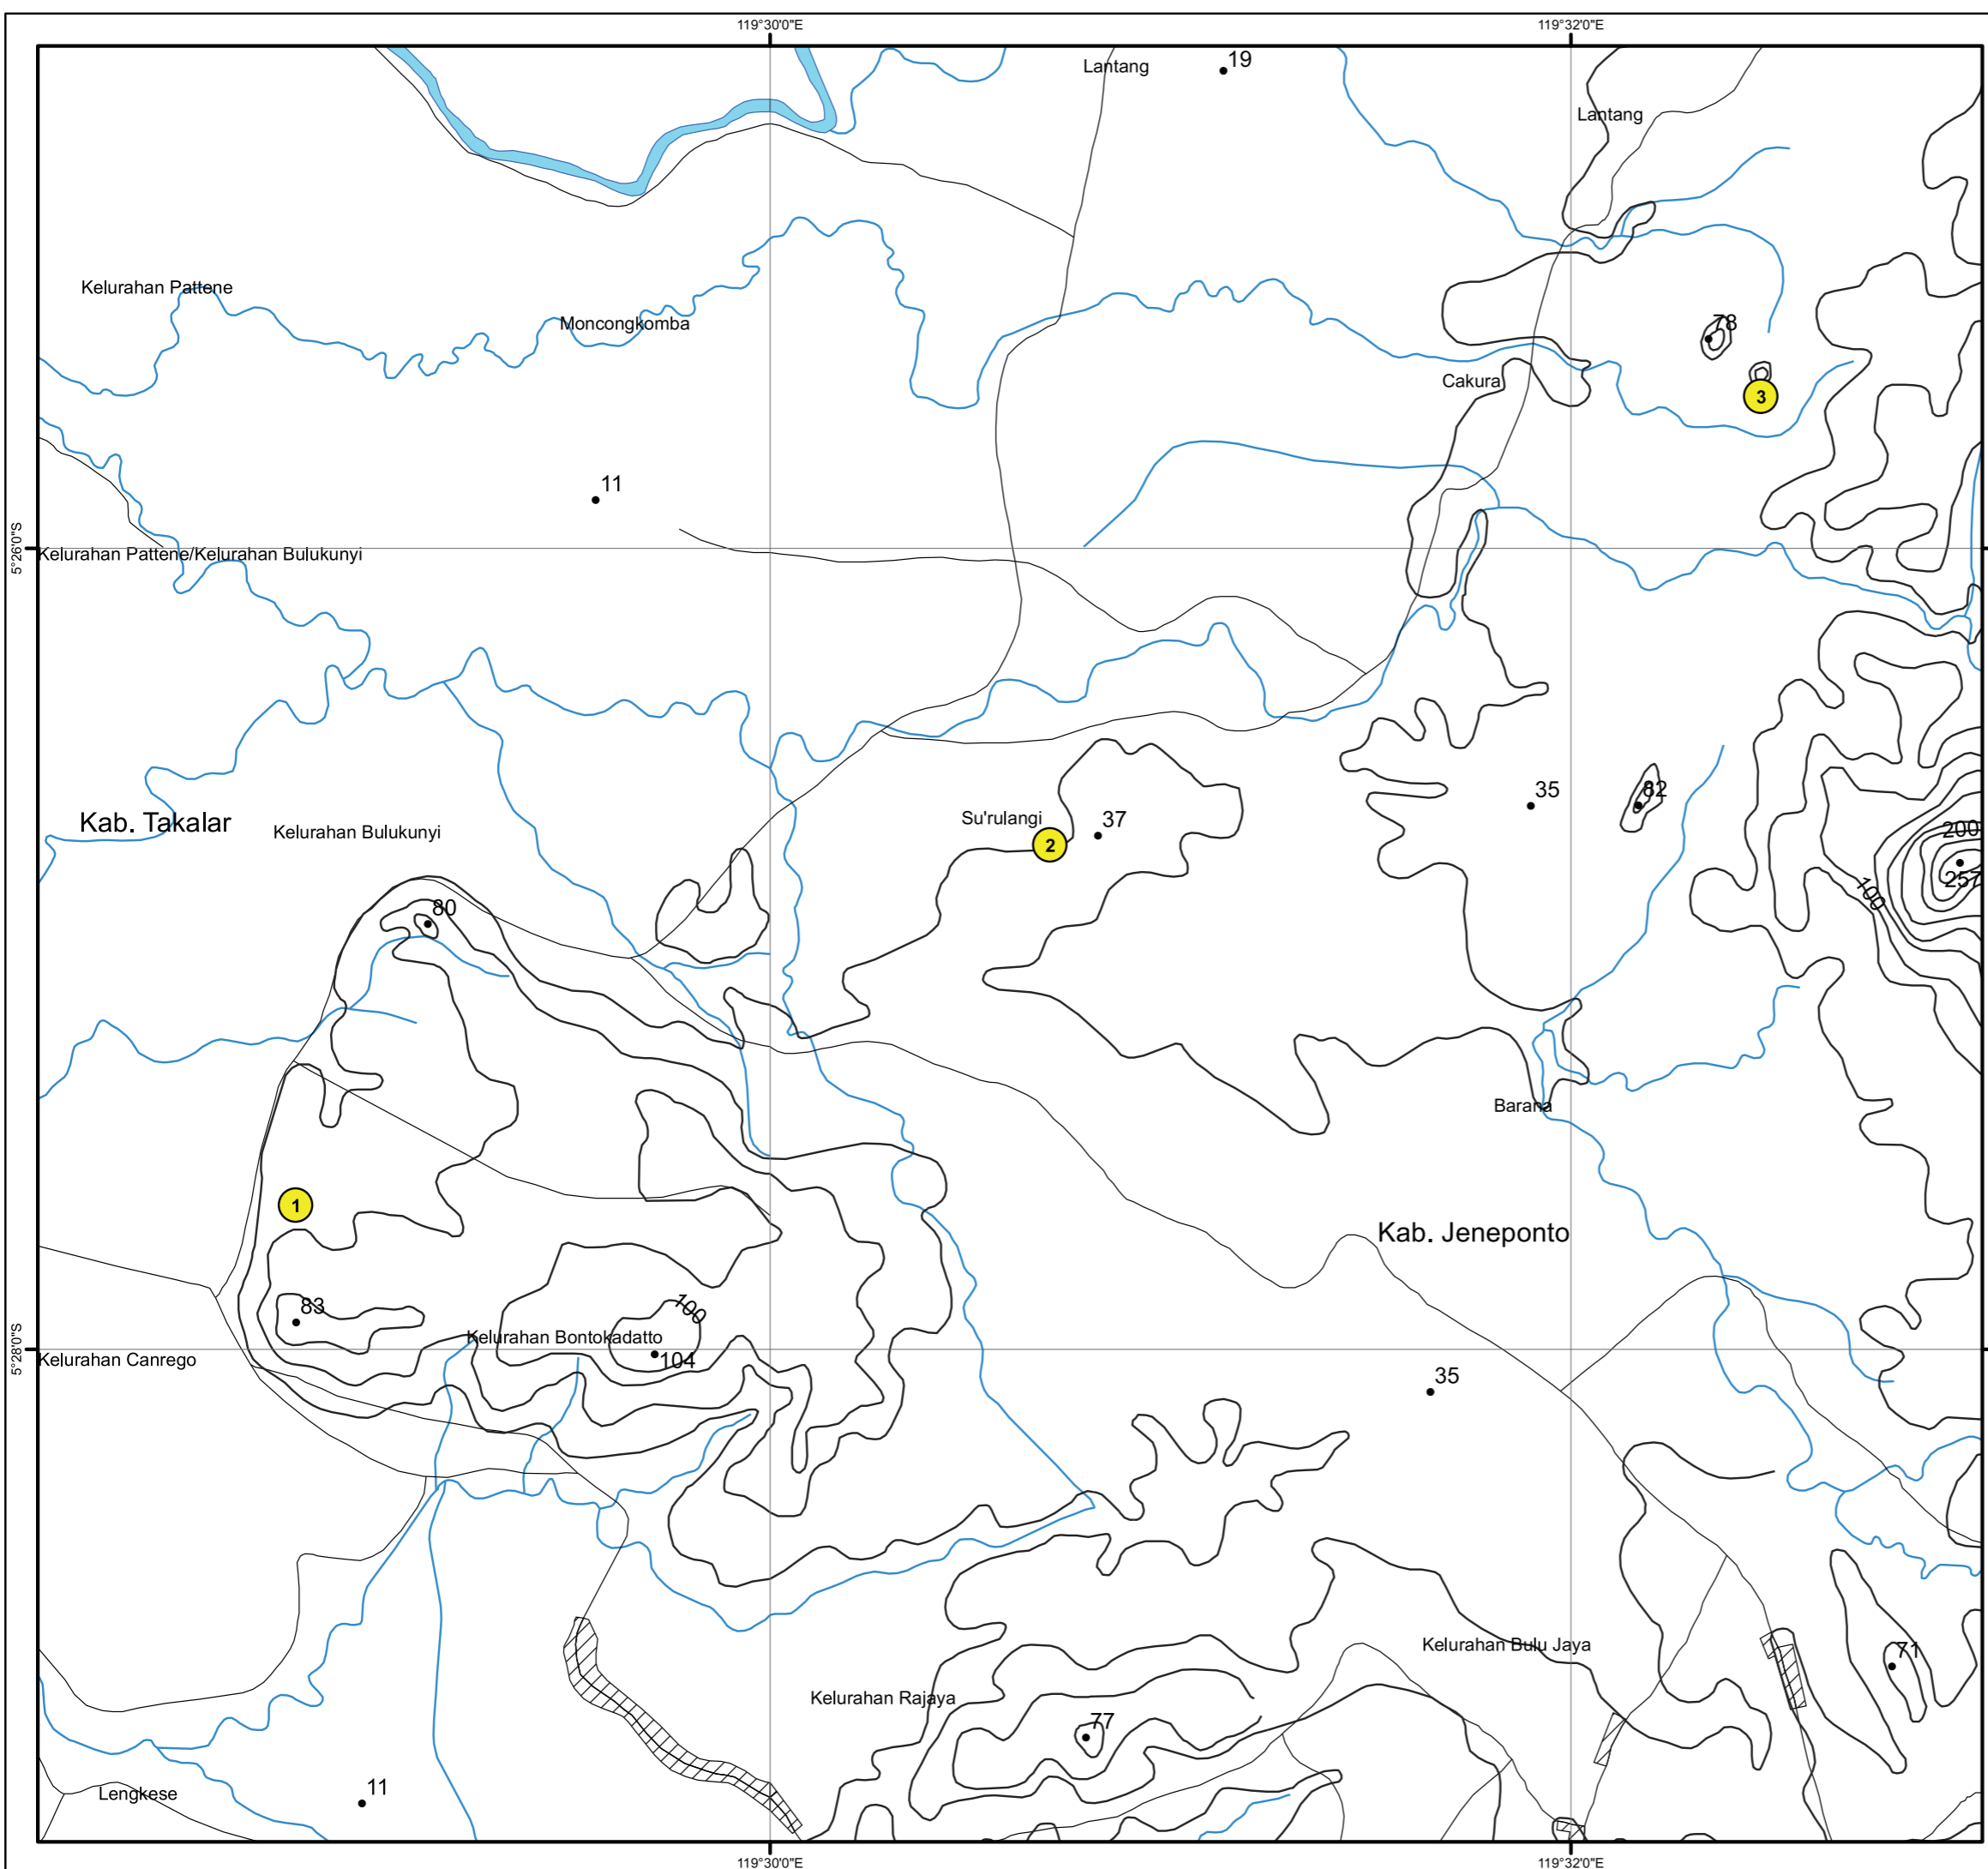 119°30'0"E
119°32'0"E
Lantang
19
Lantang
Kelurahan Pattene
Moncongkomba
78
Cakura
3
11
5°26'0"S
Kelurahan Pattene/Kelurahan Bulukunyi
35
82
Su'rulangi
37
2
Kab. Takalar
Kelurahan Bulukunyi
200
257
100
80
Barana
1
Kab. Jeneponto
83
100
Kelurahan Bontokadatto
104
5°28'0"S
Kelurahan Canrego
35
Kelurahan Bulu Jaya
71
Kelurahan Rajaya
77
Lengkese
11
119°30'0"E
119°32'0"E